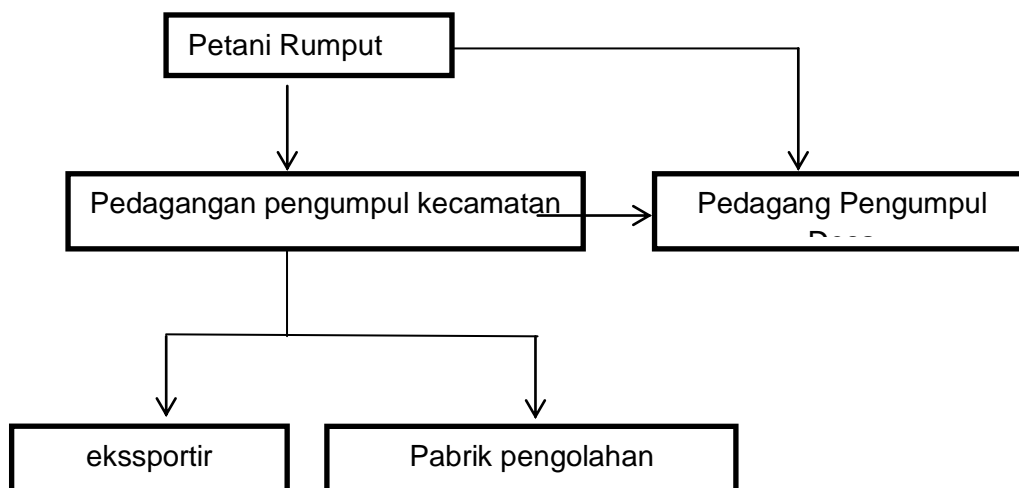 Petani Rumput
Pedagangan pengumpul kecamatan
Pedagang Pengumpul
ekssportir
Pabrik pengolahan